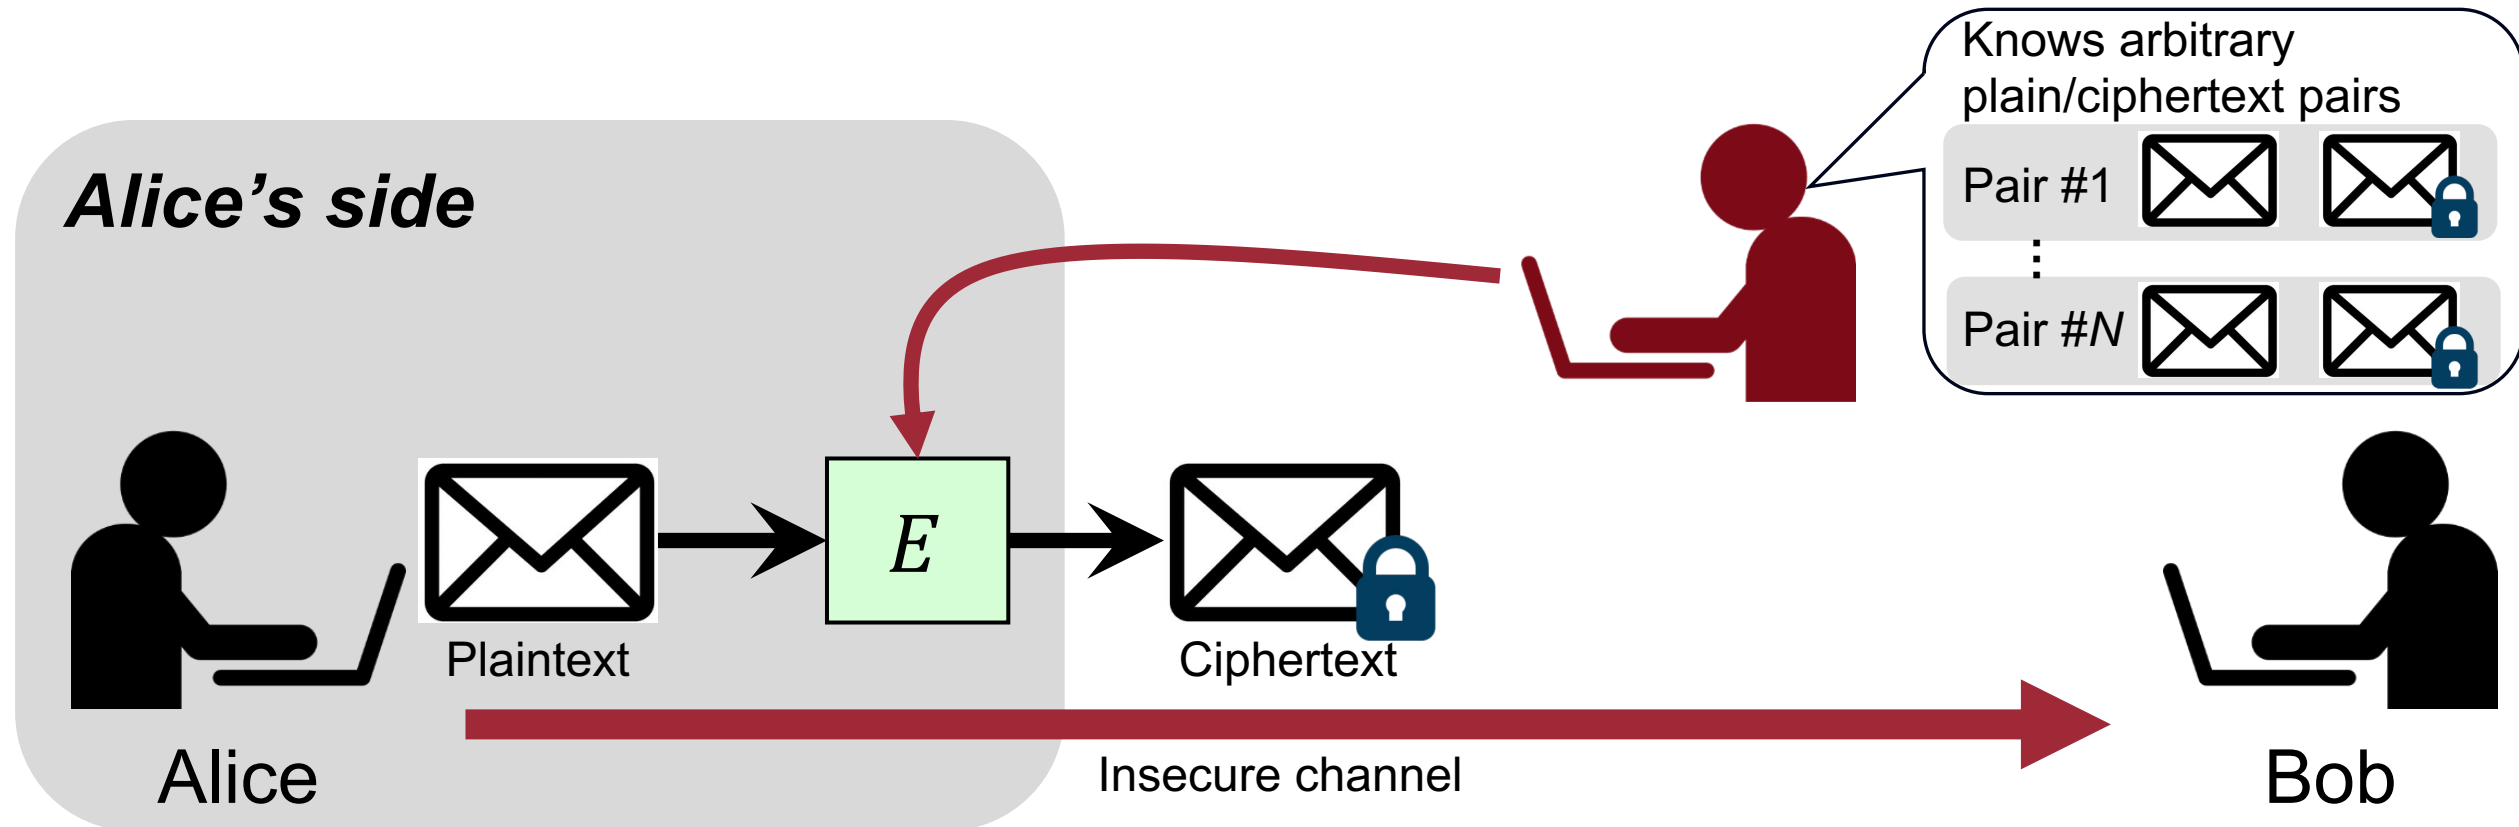 Knows arbitrary
plain/ciphertext pairs
Pair #1
Pair #N
Alice’s side
E
Plaintext
Ciphertext
Insecure channel
Alice
Bob